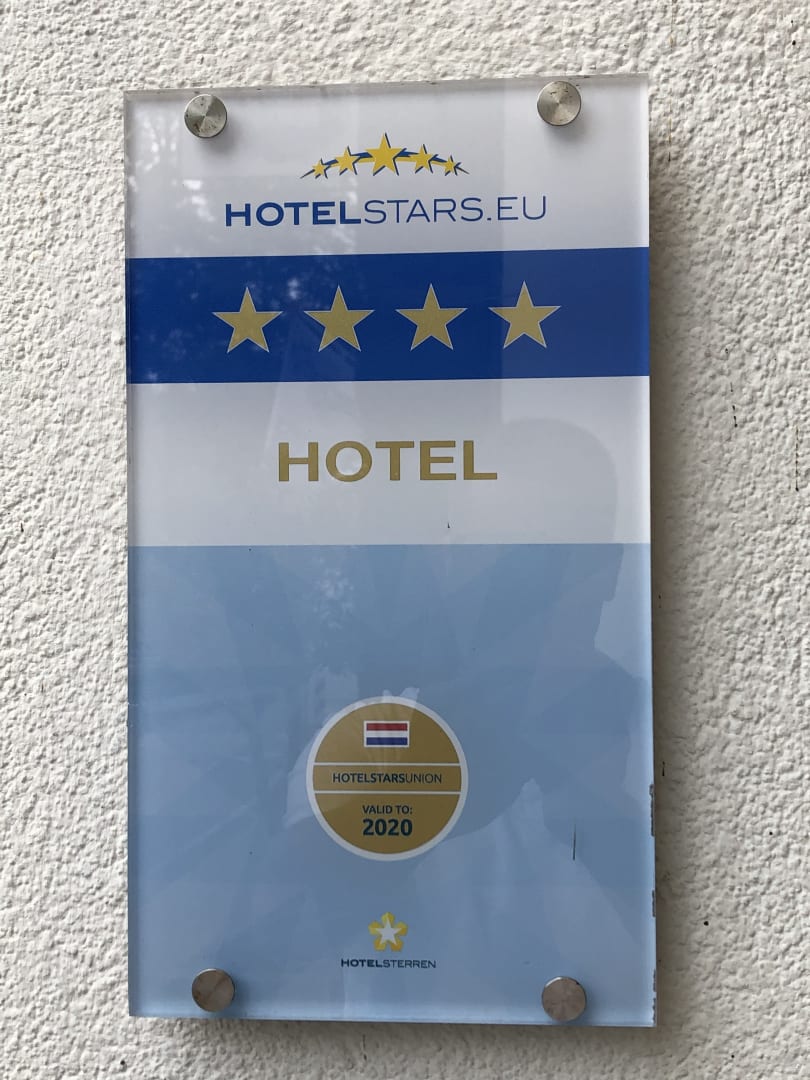 HOTELSTARS.EU
HOTEL
HOTELSTARSUNION
VALID TO:
2020
HOTELSTERREN